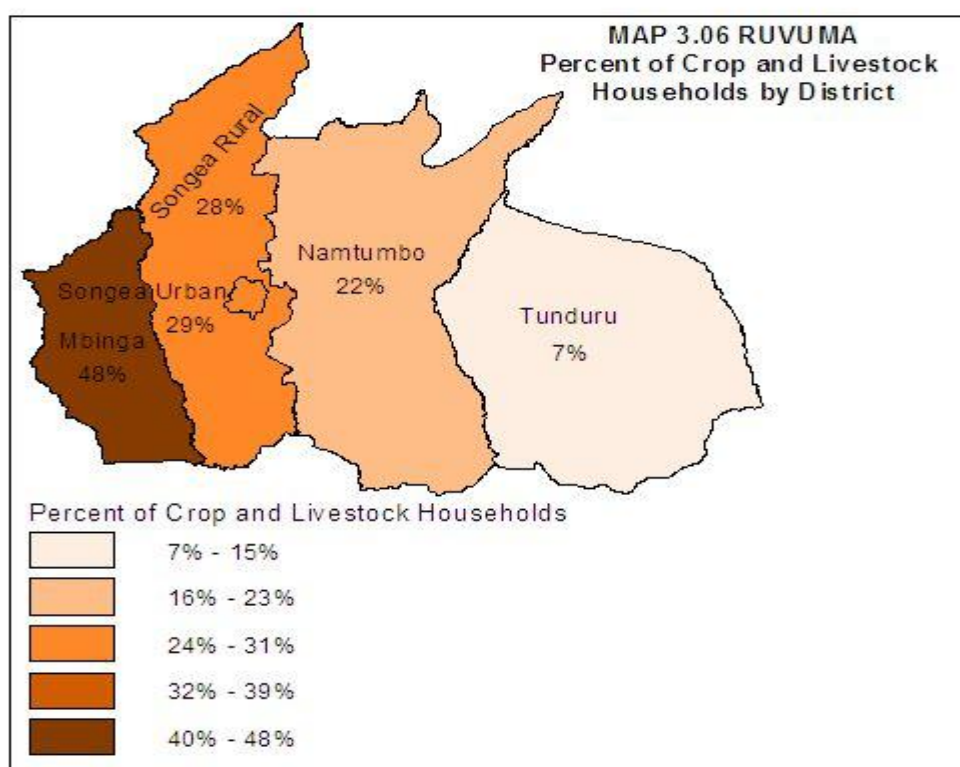 MAP 3.06 RUVUMA
Percent of Crop and Livestock
Households by District
Songea Rural
28%
Namtumbo
22%
Songea Urban
29%
Tunduru
7%
Mbinga
48%
Percent of Crop and Livestock Households
7% - 15%
16% - 23%
24% - 31%
32% - 39%
40% - 48%